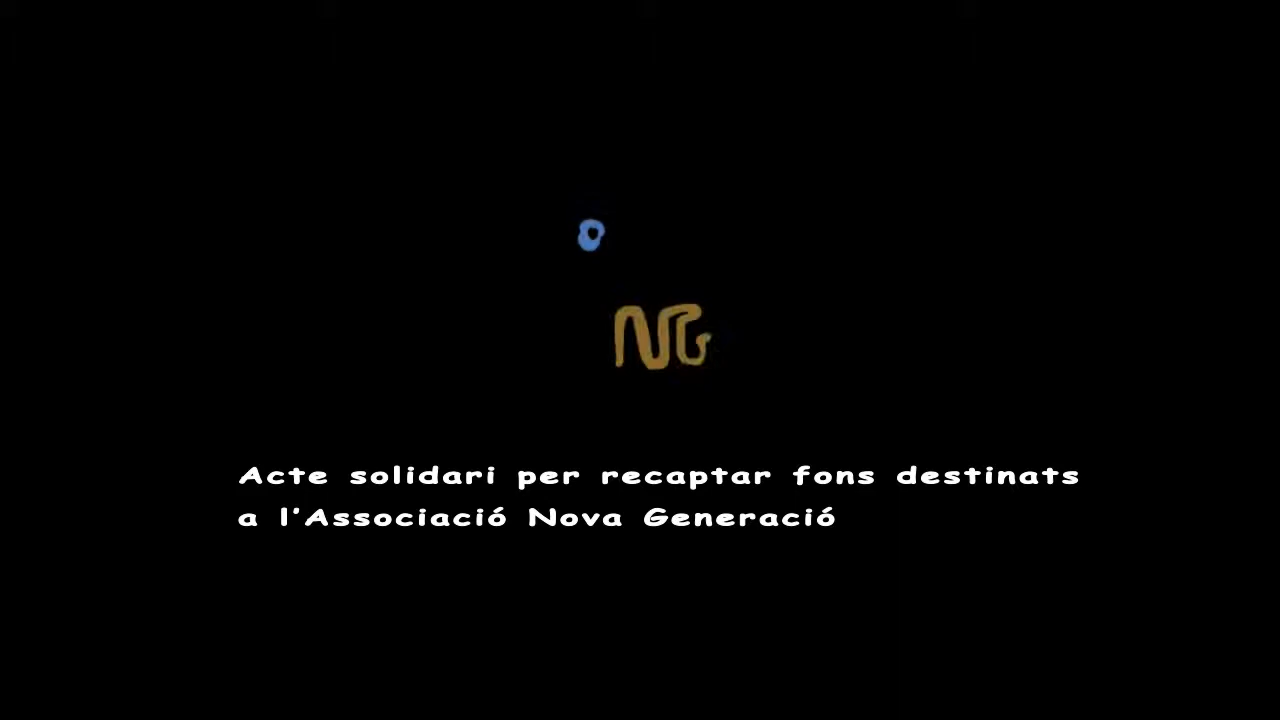 NG
Acte solidari per recaptar fons destinats
a l'Associació Nova Generació